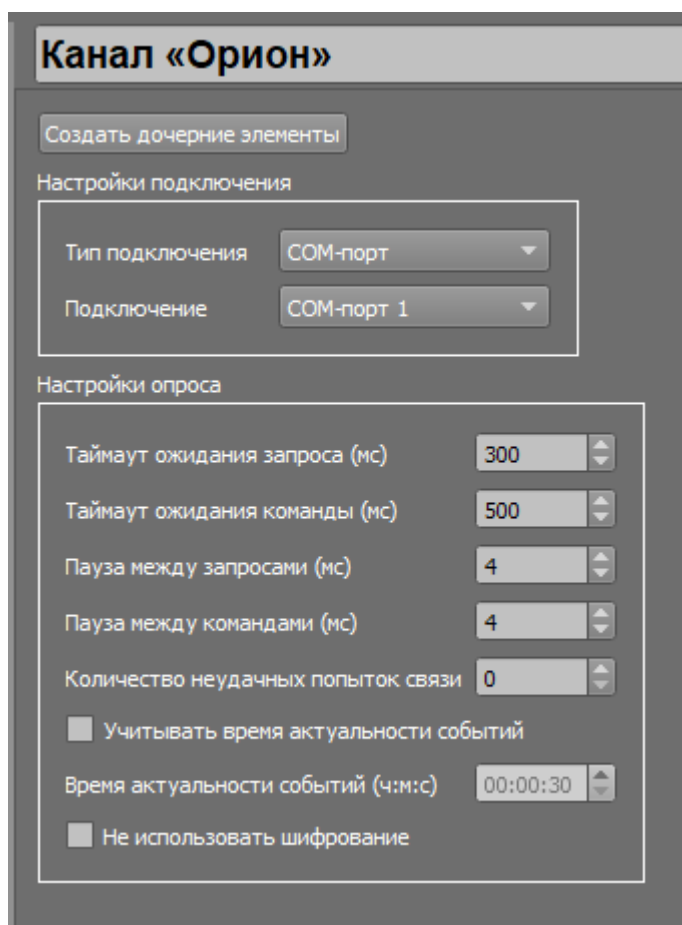 Канал «Орион»
Создать дочерние элементы
Настройки подключения
Тип подключения COM-порт
Подключение COM-порт 1
Настройки опроса
Таймаут ожидания запроса (мс) 300
Таймаут ожидания команды (мс) 500
Пауза между запросами (мс) 4
Пауза между командами (мс) 4
Количество неудачных попыток связи 0
Учитывать время актуальности событий
Время актуальности событий (ч:м:с) 00:00:30
Не использовать шифрование